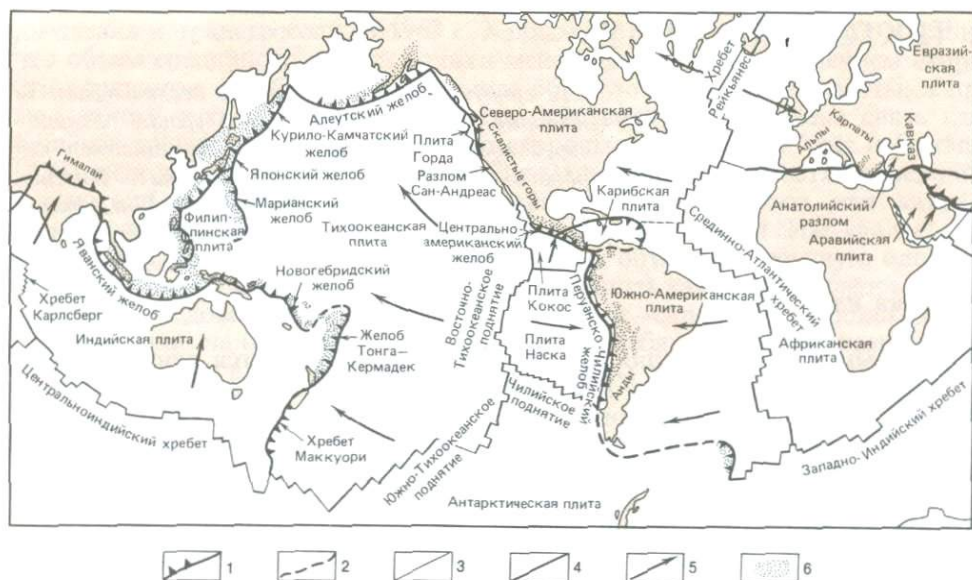 Хребет
Рейкьянес
Евразий-
ская
плита
Алеутский желоб
Северо-Американская
плита
Курило-Камчатский
желоб
Плита
Горда
Скалистые горы
Альпы
Карпаты
Кавказ
Гималаи
Японский желоб
Разлом
Сан-Андреас
Карибская
плита
Анатолийский
разлом
Марианский
желоб
Филип-
пинская
плита
Тихоокеанская
плита
Центрально-
американский
желоб
Срединно-Атлантический
хребет
Аравийская
плита
Яванский желоб
Новогебридский
желоб
Плита
Кокос
Перуанско-Чилийский
желоб
Южно-Американская
плита
Хребет
Карлсберг
Восточно-
Тихоокеанское
поднятие
Индийская плита
Желоб
Тонга-
Кермадек
Плита
Наска
Африканская
плита
Анды
Чилийское
поднятие
Центральноиндийский хребет
Хребет
Маккуори
Южно-Тихоокеанское
поднятие
Западно-Индийский хребет
Антарктическая плита
1 2 3 4 5 6